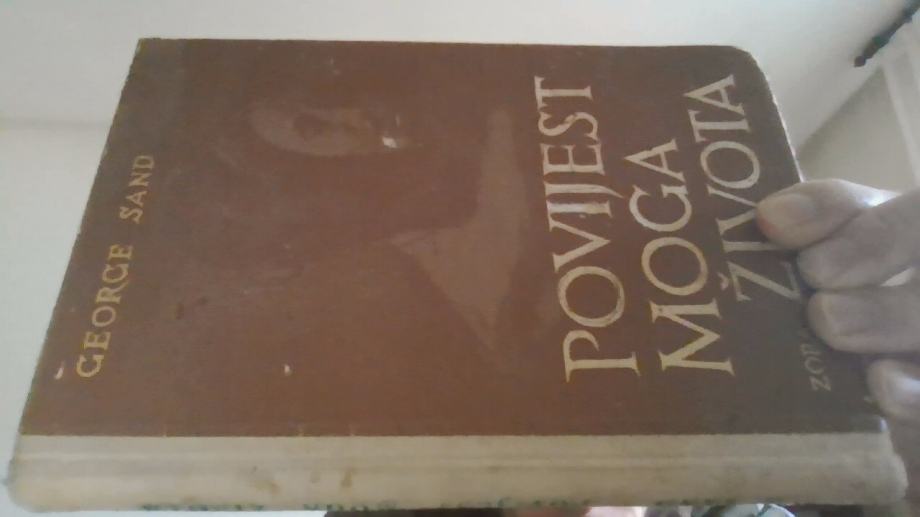 GEORGE SAND
POVIJEST
MOGA
ŽIVOTA